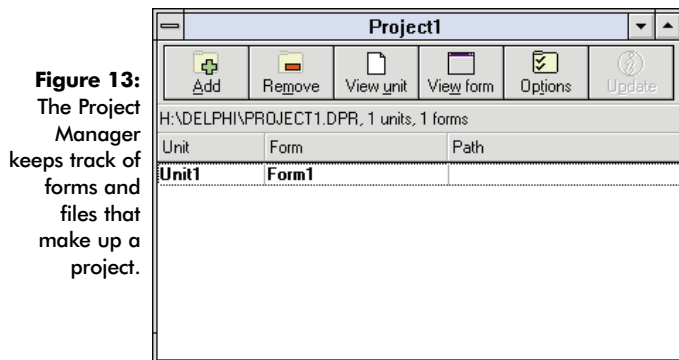 Figure 13:
The Project
Manager
keeps track of
forms and
files that
make up a
project.
Project1
Add Remove View unit View form Options Update
H:\DELPHI\PROJECT1.DPR, 1 units, 1 forms
Unit Form Path
Unit1 Form1